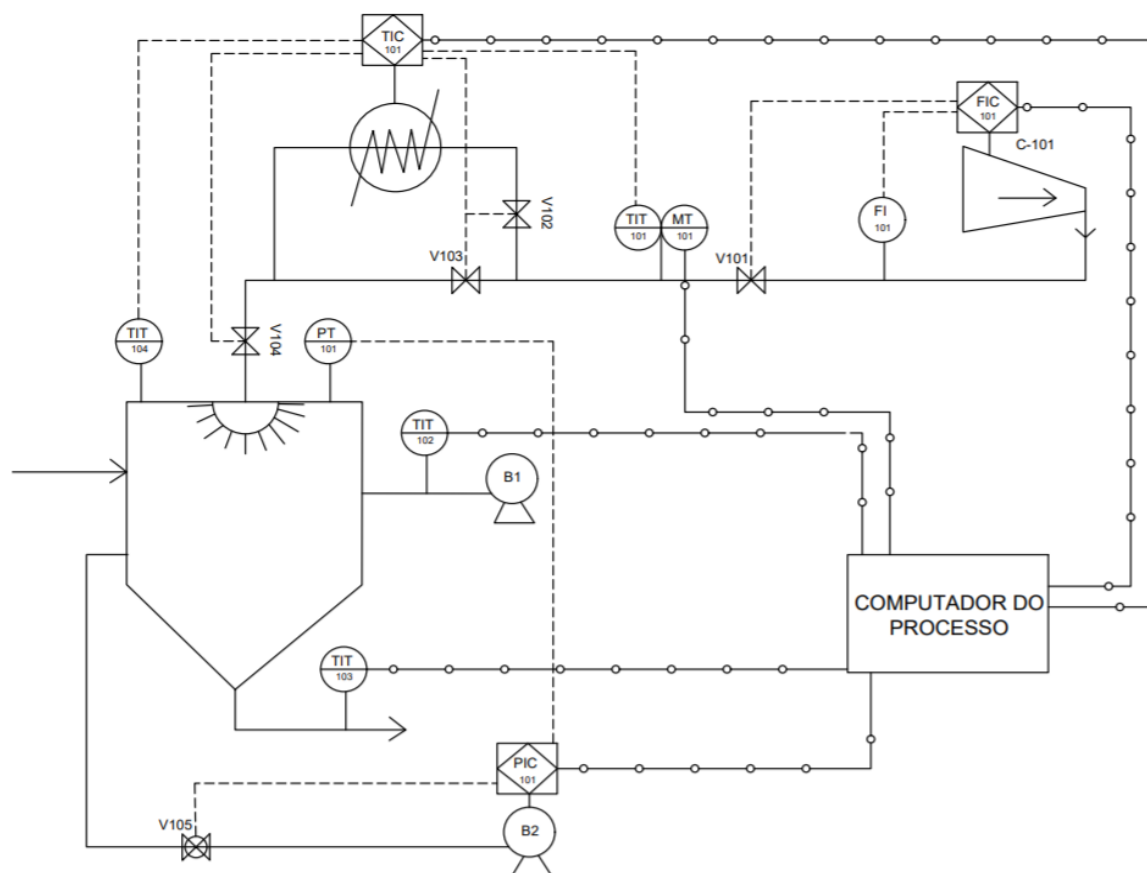 TIC
101
FIC
101
C-101
V102
TIT
101
MT
101
FI
101
V103
V101
TIT
104
V104
PT
101
TIT
102
B1
COMPUTADOR DO
PROCESSO
TIT
103
PIC
101
V105
B2